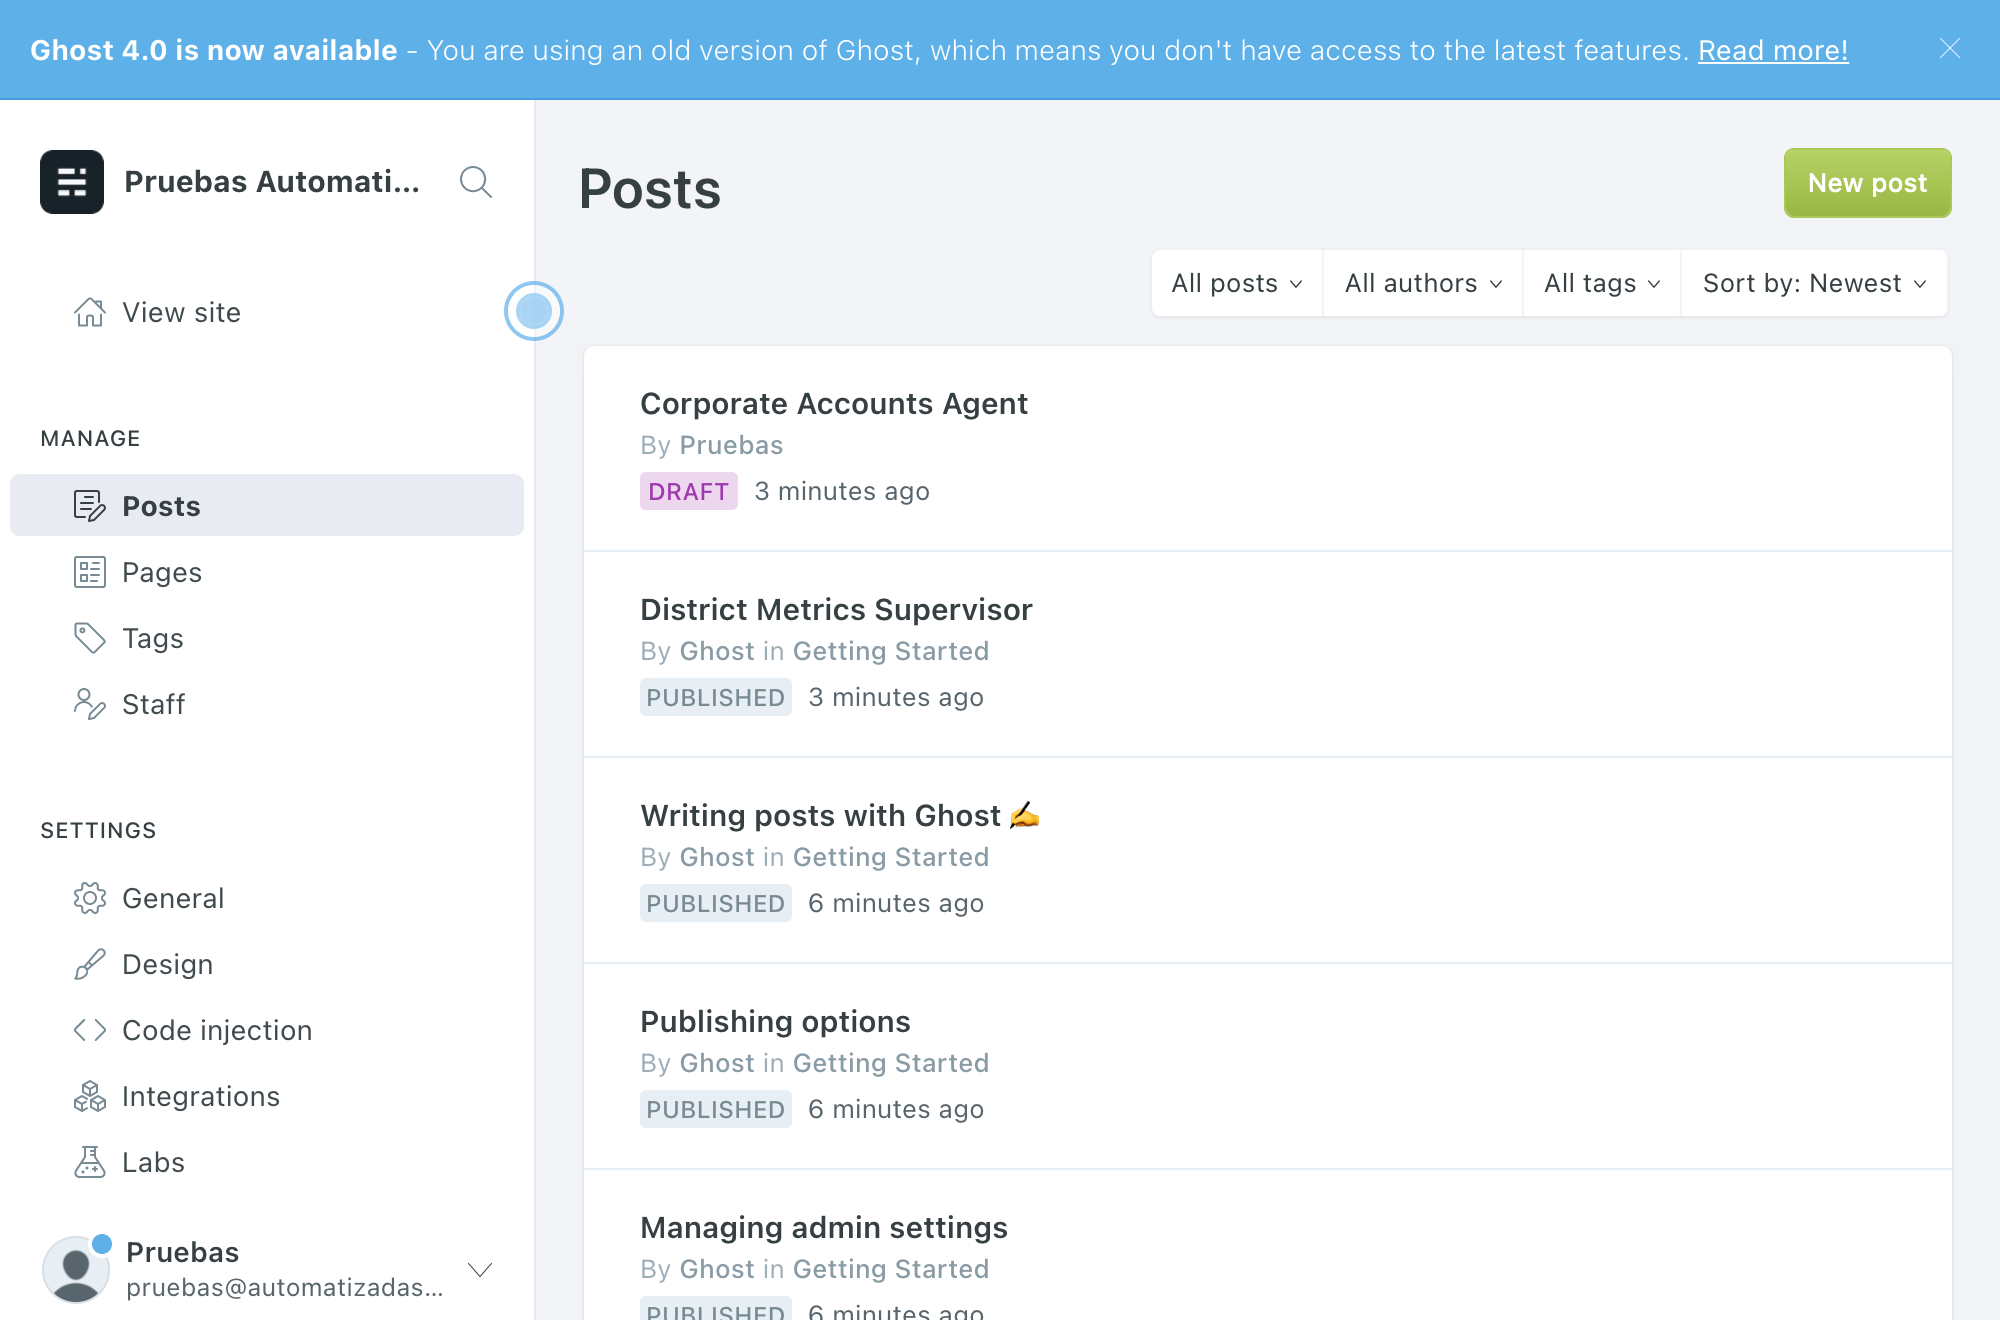 Ghost 4.0 is now available - You are using an old version of Ghost, which means you don't have access to the latest features. Read more!
Pruebas Automati...
View site
MANAGE
Posts
Pages
Tags
Staff
SETTINGS
General
Design
Code injection
Integrations
Labs
Pruebas
pruebas@automatizadas...
Posts
New post
All posts
All authors
All tags
Sort by: Newest
Corporate Accounts Agent
By Pruebas
DRAFT 3 minutes ago
District Metrics Supervisor
By Ghost in Getting Started
PUBLISHED 3 minutes ago
Writing posts with Ghost ✍️
By Ghost in Getting Started
PUBLISHED 6 minutes ago
Publishing options
By Ghost in Getting Started
PUBLISHED 6 minutes ago
Managing admin settings
By Ghost in Getting Started
PUBLISHED 6 minutes ago